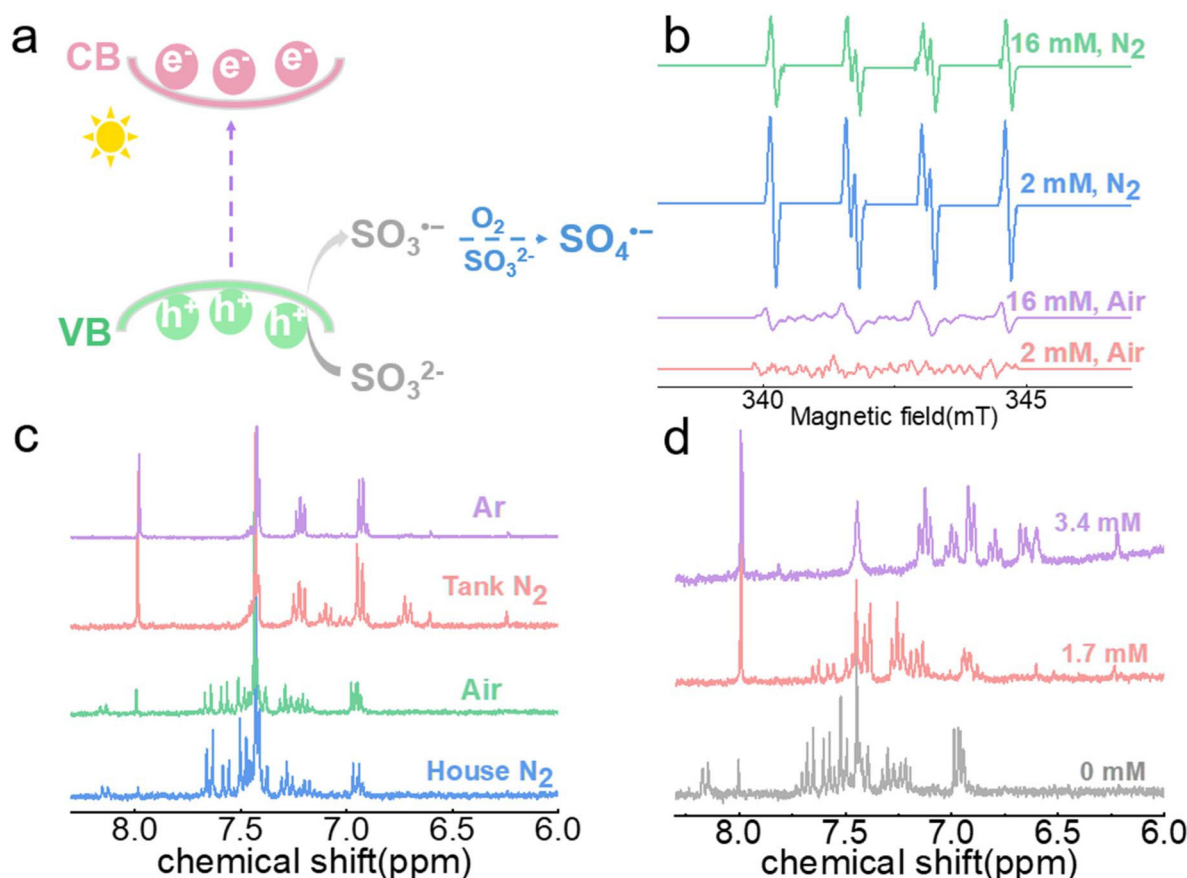 a
CB
e⁻ e⁻ e⁻
SO₃•⁻ O₂ SO₃²⁻ SO₄•⁻
h⁺ h⁺ h⁺
VB
SO₃²⁻
b
16 mM, N₂
2 mM, N₂
16 mM, Air
2 mM, Air
340 345
Magnetic field(mT)
c
Ar
Tank N₂
Air
House N₂
8.0 7.5 7.0 6.5 6.0
chemical shift(ppm)
d
3.4 mM
1.7 mM
0 mM
8.0 7.5 7.0 6.5 6.0
chemical shift(ppm)